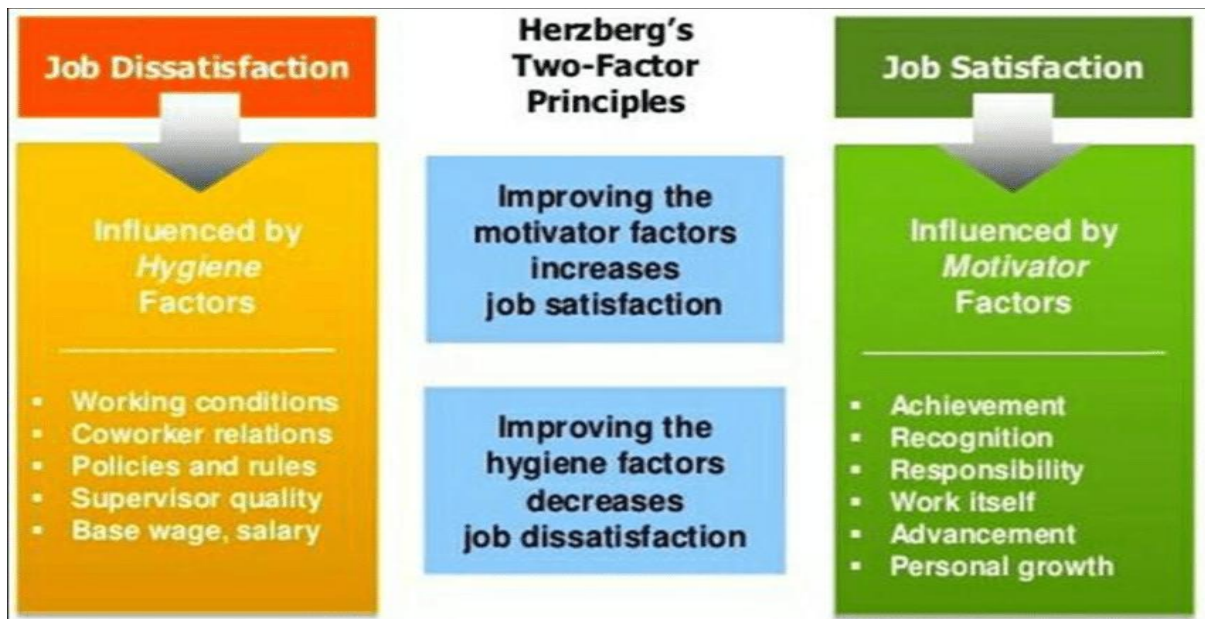 Job Dissatisfaction
Influenced by
Hygiene
Factors
▪ Working conditions
▪ Coworker relations
▪ Policies and rules
▪ Supervisor quality
▪ Base wage, salary
Herzberg's
Two-Factor
Principles
Improving the
motivator factors
increases
job satisfaction
Improving the
hygiene factors
decreases
job dissatisfaction
Job Satisfaction
Influenced by
Motivator
Factors
▪ Achievement
▪ Recognition
▪ Responsibility
▪ Work itself
▪ Advancement
▪ Personal growth